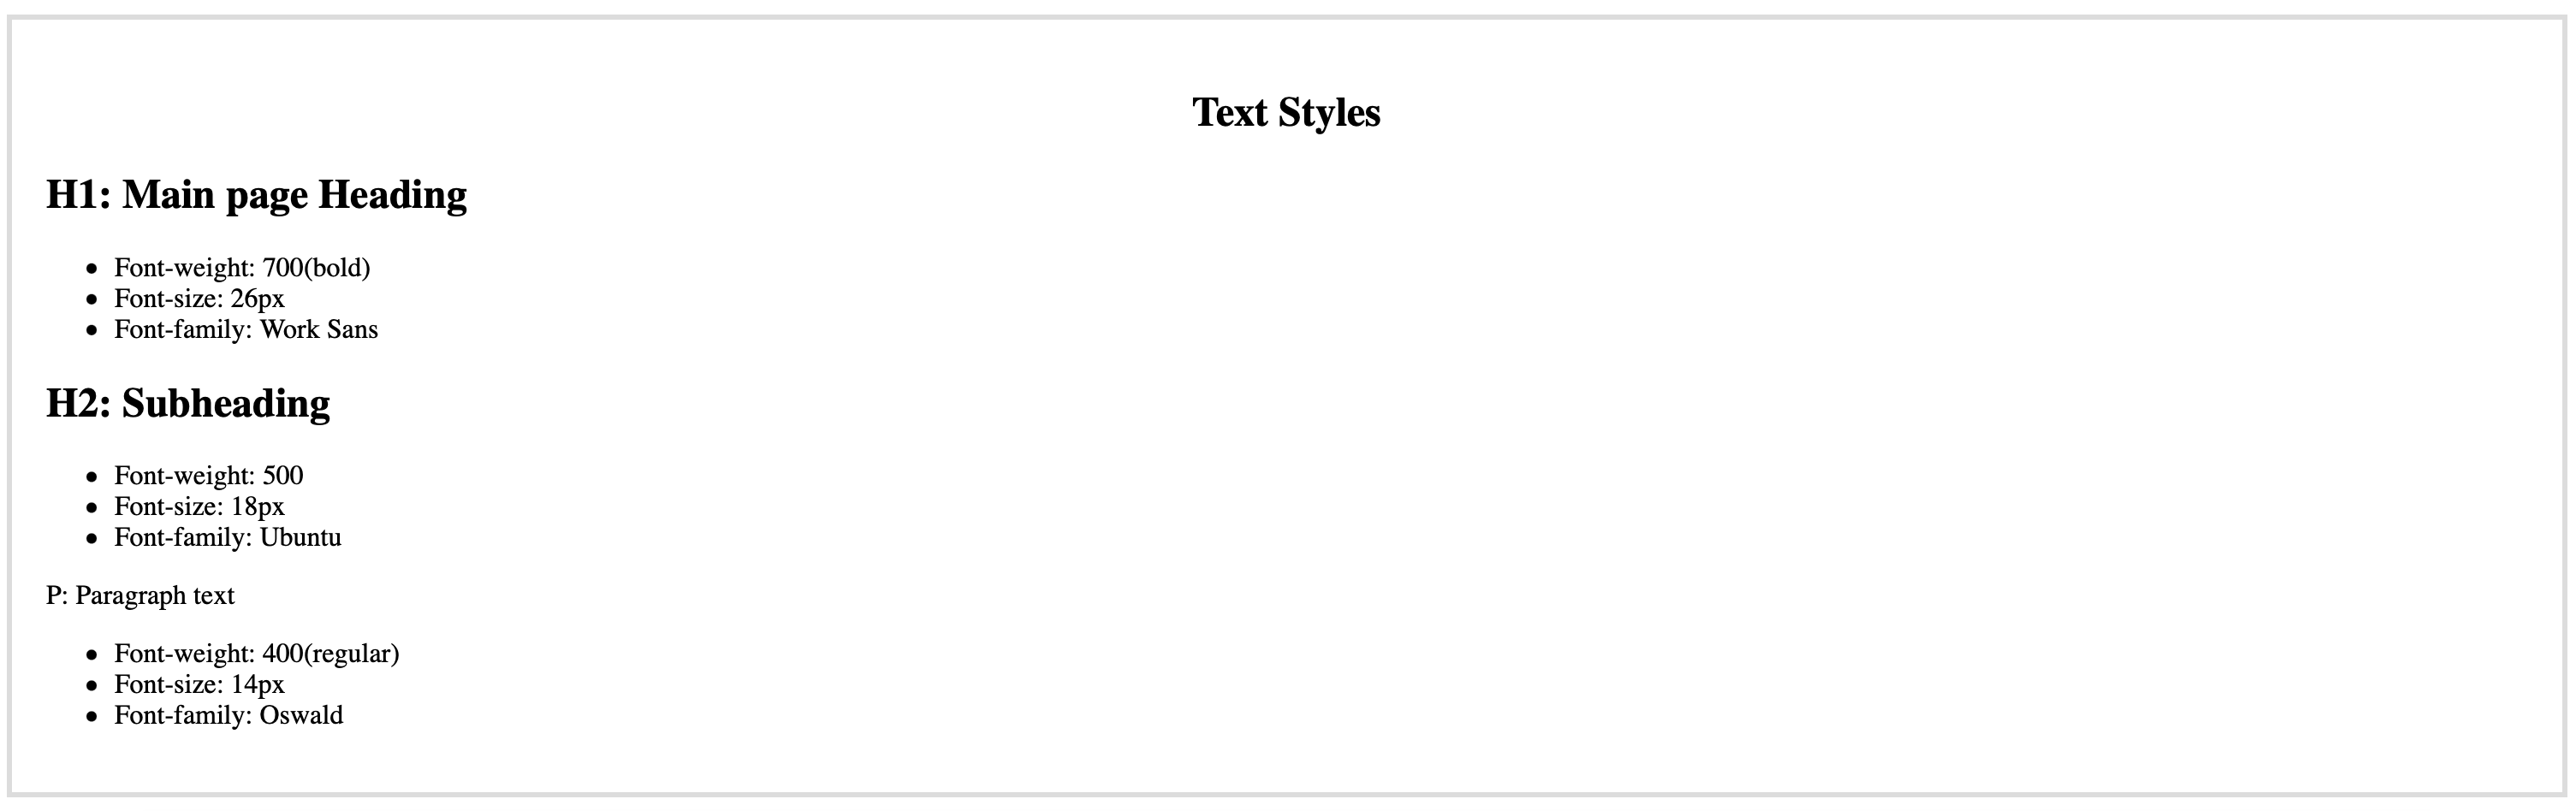 Text Styles
H1: Main page Heading
Font-weight: 700(bold)
Font-size: 26px
Font-family: Work Sans
H2: Subheading
Font-weight: 500
Font-size: 18px
Font-family: Ubuntu
P: Paragraph text
Font-weight: 400(regular)
Font-size: 14px
Font-family: Oswald